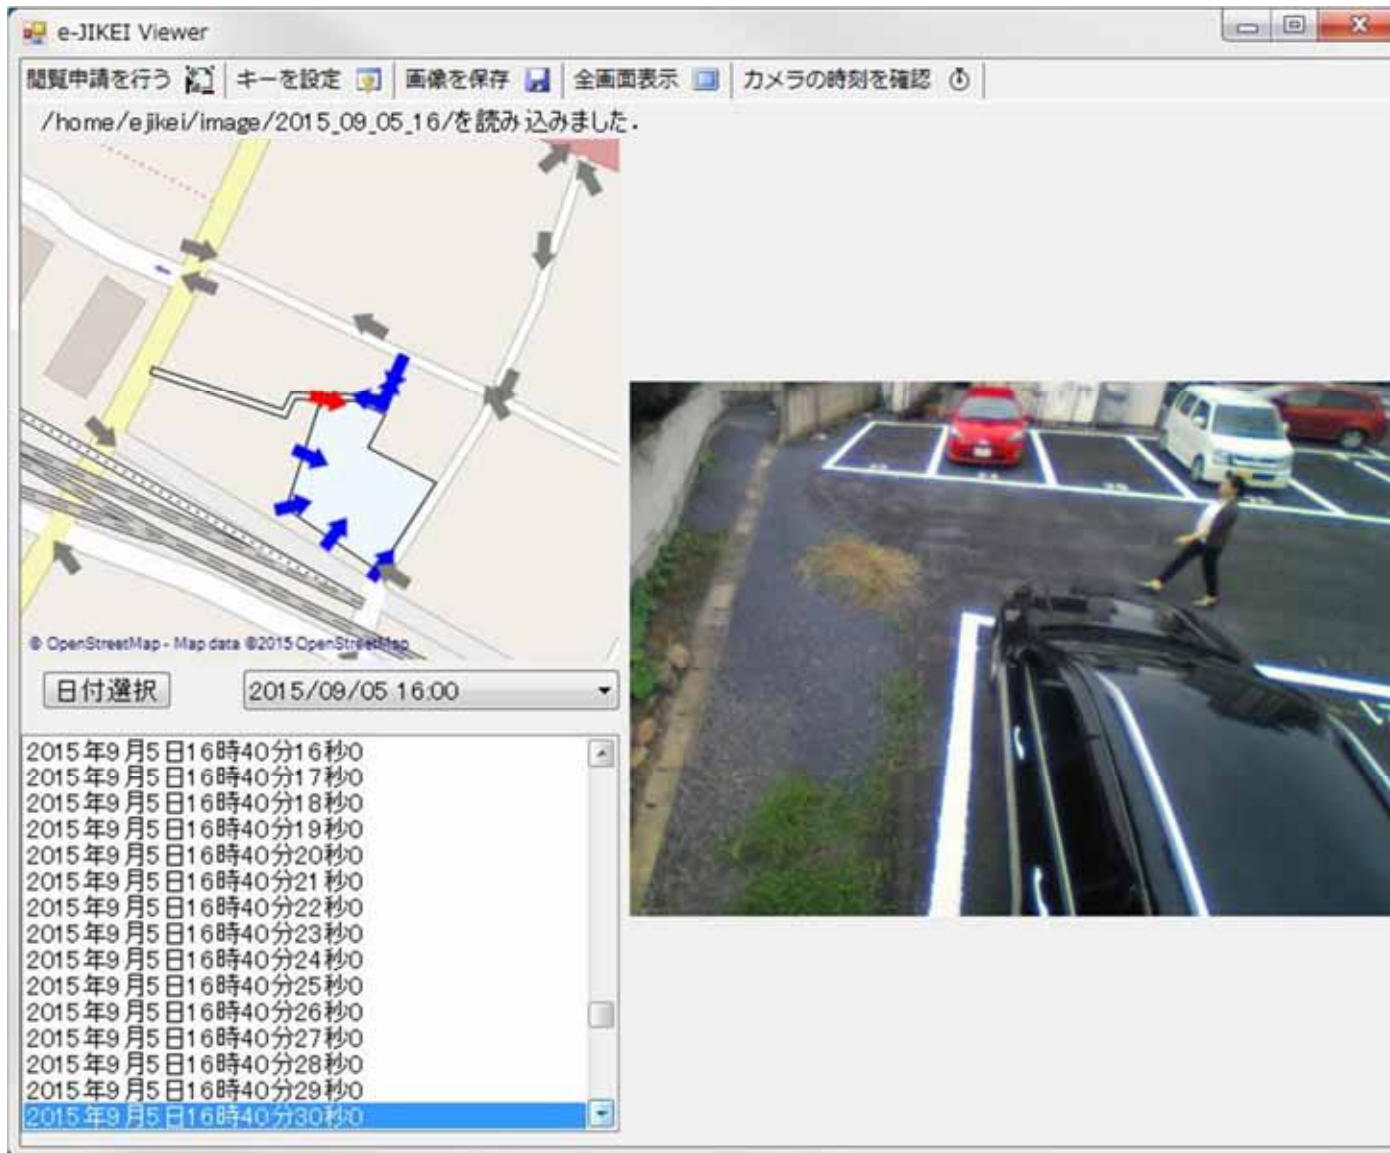 e-JIKEI Viewer
閲覧申請を行う キーを設定 画像を保存 全画面表示 カメラの時刻を確認
/home/ejikei/image/2015_09_05_16/を読み込みました.
© OpenStreetMap - Map data ©2015 OpenStreetMap
日付選択 2015/09/05 16:00
2015年9月5日16時40分16秒0
2015年9月5日16時40分17秒0
2015年9月5日16時40分18秒0
2015年9月5日16時40分19秒0
2015年9月5日16時40分20秒0
2015年9月5日16時40分21秒0
2015年9月5日16時40分22秒0
2015年9月5日16時40分23秒0
2015年9月5日16時40分24秒0
2015年9月5日16時40分25秒0
2015年9月5日16時40分26秒0
2015年9月5日16時40分27秒0
2015年9月5日16時40分28秒0
2015年9月5日16時40分29秒0
2015年9月5日16時40分30秒0